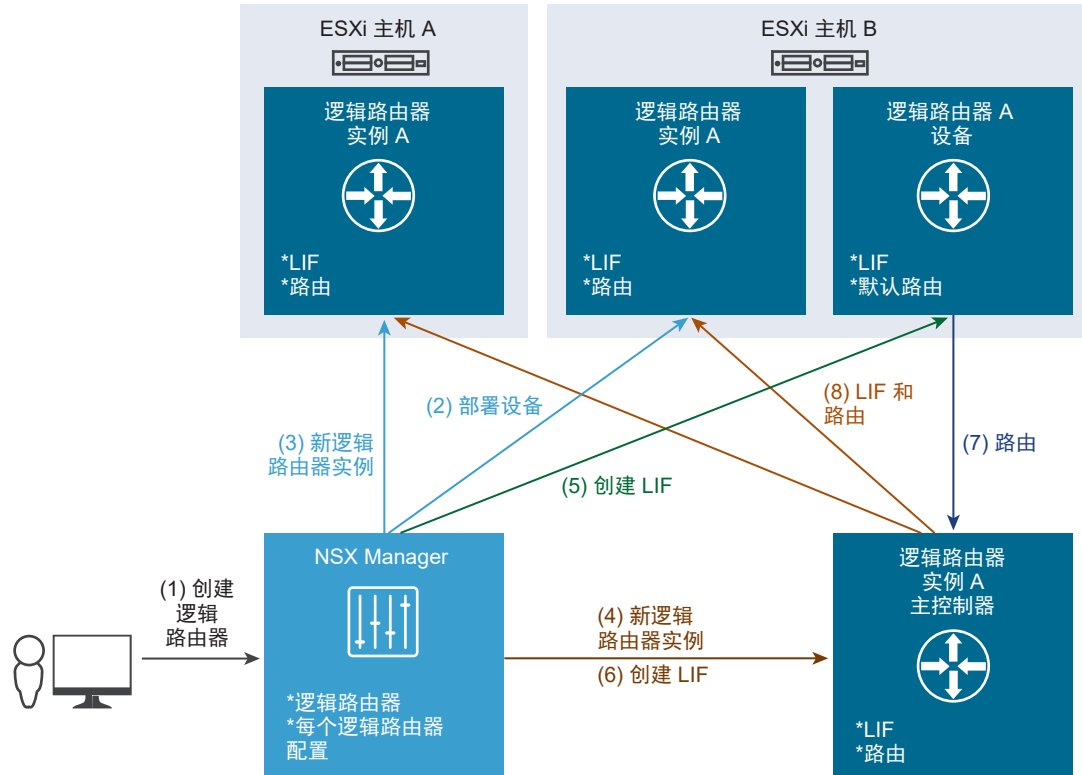 ESXi 主机 A
ESXi 主机 B
逻辑路由器
实例 A
*LIF
*路由
逻辑路由器
实例 A
*LIF
*路由
逻辑路由器 A
设备
*LIF
*默认路由
(2) 部署设备
(8) LIF 和
路由
(3) 新逻辑
路由器实例
(7) 路由
(5) 创建 LIF
(1) 创建
逻辑
路由器
NSX Manager
*逻辑路由器
*每个逻辑路由器
配置
(4) 新逻辑
路由器实例
(6) 创建 LIF
逻辑路由器
实例 A
主控制器
*LIF
*路由